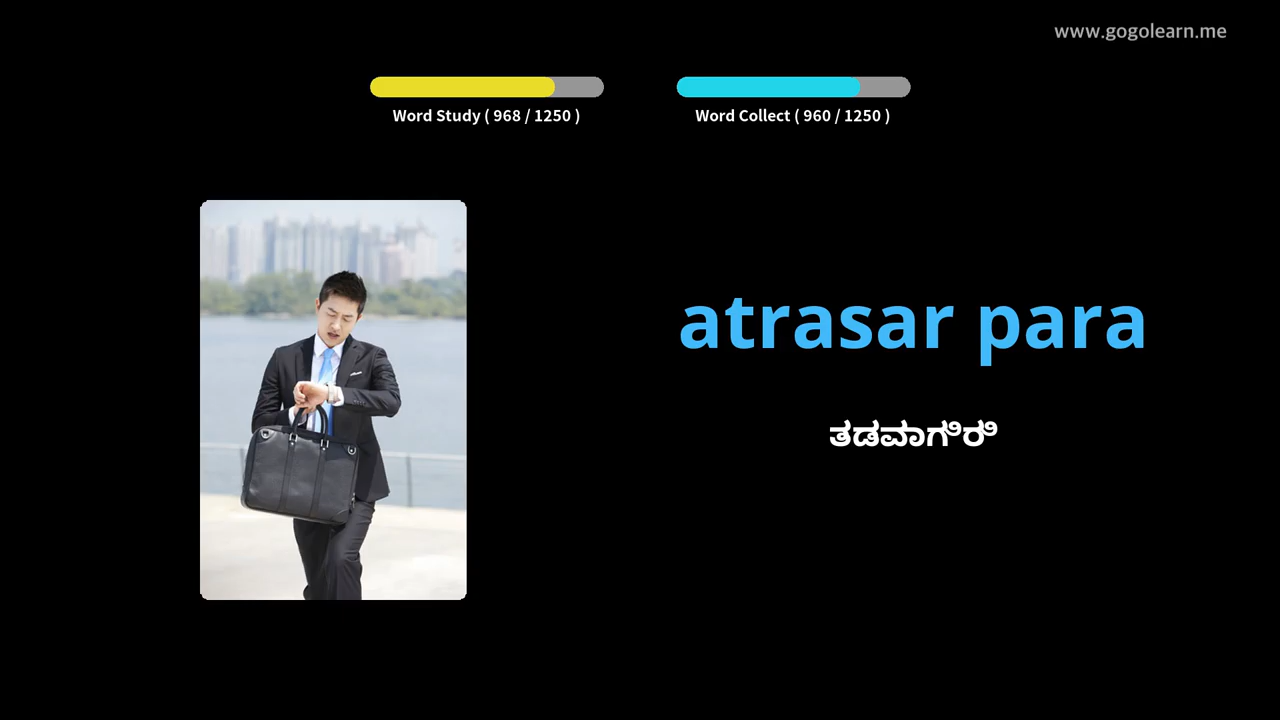 www.gogolearn.me
Word Study ( 968 / 1250 )
Word Collect ( 960 / 1250 )
atrasar para
ತಡವಾಗಿರಿ